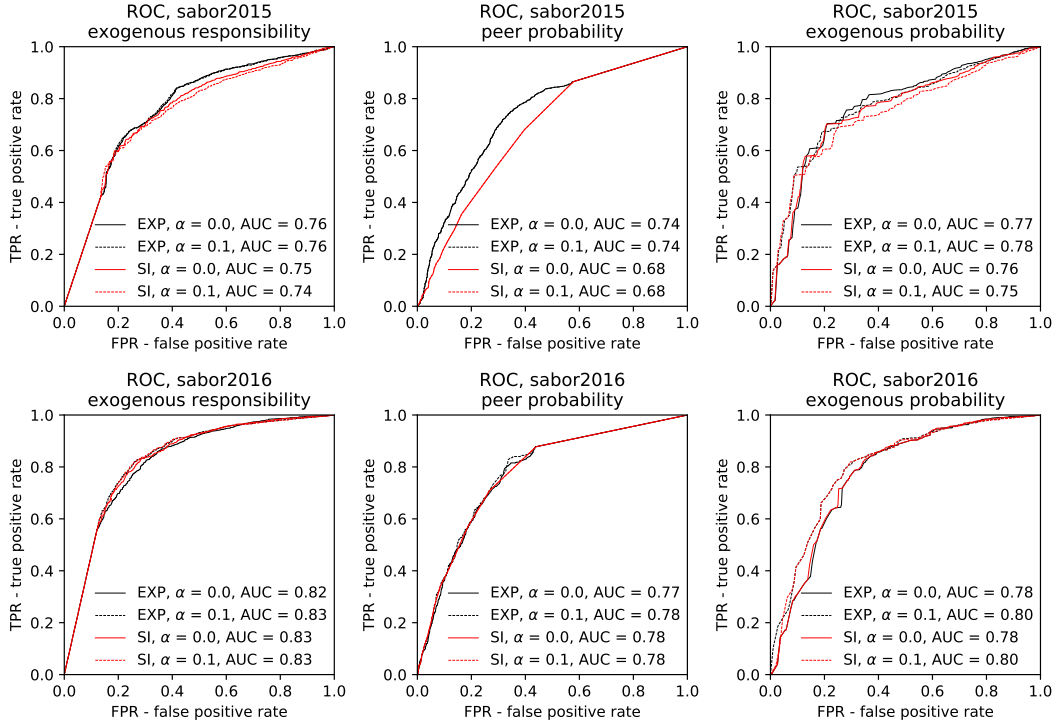 ROC, sabor2015
exogenous responsibility
TPR - true positive rate
1.0
0.8
0.6
0.4
0.2
0.0
EXP, α = 0.0, AUC = 0.76
EXP, α = 0.1, AUC = 0.76
SI, α = 0.0, AUC = 0.75
SI, α = 0.1, AUC = 0.74
0.0 0.2 0.4 0.6 0.8 1.0
FPR - false positive rate
ROC, sabor2015
peer probability
TPR - true positive rate
1.0
0.8
0.6
0.4
0.2
0.0
EXP, α = 0.0, AUC = 0.74
EXP, α = 0.1, AUC = 0.74
SI, α = 0.0, AUC = 0.68
SI, α = 0.1, AUC = 0.68
0.0 0.2 0.4 0.6 0.8 1.0
FPR - false positive rate
ROC, sabor2015
exogenous probability
TPR - true positive rate
1.0
0.8
0.6
0.4
0.2
0.0
EXP, α = 0.0, AUC = 0.77
EXP, α = 0.1, AUC = 0.78
SI, α = 0.0, AUC = 0.76
SI, α = 0.1, AUC = 0.75
0.0 0.2 0.4 0.6 0.8 1.0
FPR - false positive rate
ROC, sabor2016
exogenous responsibility
TPR - true positive rate
1.0
0.8
0.6
0.4
0.2
0.0
EXP, α = 0.0, AUC = 0.82
EXP, α = 0.1, AUC = 0.83
SI, α = 0.0, AUC = 0.83
SI, α = 0.1, AUC = 0.83
0.0 0.2 0.4 0.6 0.8 1.0
FPR - false positive rate
ROC, sabor2016
peer probability
TPR - true positive rate
1.0
0.8
0.6
0.4
0.2
0.0
EXP, α = 0.0, AUC = 0.77
EXP, α = 0.1, AUC = 0.78
SI, α = 0.0, AUC = 0.78
SI, α = 0.1, AUC = 0.78
0.0 0.2 0.4 0.6 0.8 1.0
FPR - false positive rate
ROC, sabor2016
exogenous probability
TPR - true positive rate
1.0
0.8
0.6
0.4
0.2
0.0
EXP, α = 0.0, AUC = 0.78
EXP, α = 0.1, AUC = 0.80
SI, α = 0.0, AUC = 0.78
SI, α = 0.1, AUC = 0.80
0.0 0.2 0.4 0.6 0.8 1.0
FPR - false positive rate